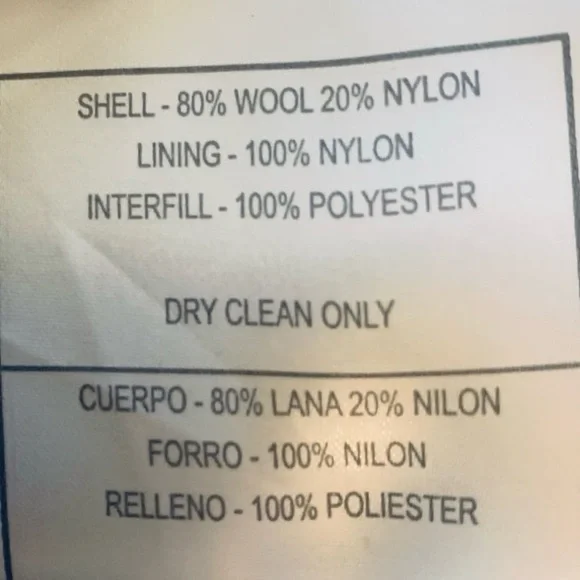 SHELL - 80% WOOL 20% NYLON
LINING - 100% NYLON
INTERFILL - 100% POLYESTER
DRY CLEAN ONLY
CUERPO - 80% LANA 20% NILON
FORRO - 100% NILON
RELLENO - 100% POLIESTER